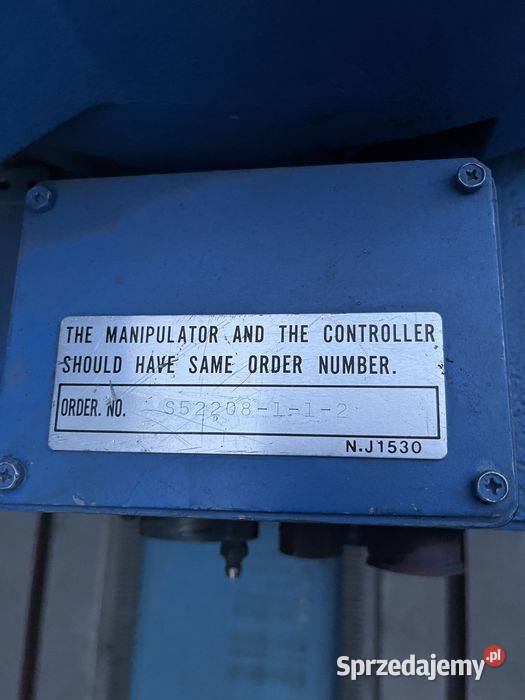 THE MANIPULATOR AND THE CONTROLLER
SHOULD HAVE SAME ORDER NUMBER.
ORDER. NO. S52208-1-1-2
N.J1530
Sprzedajemy.pl